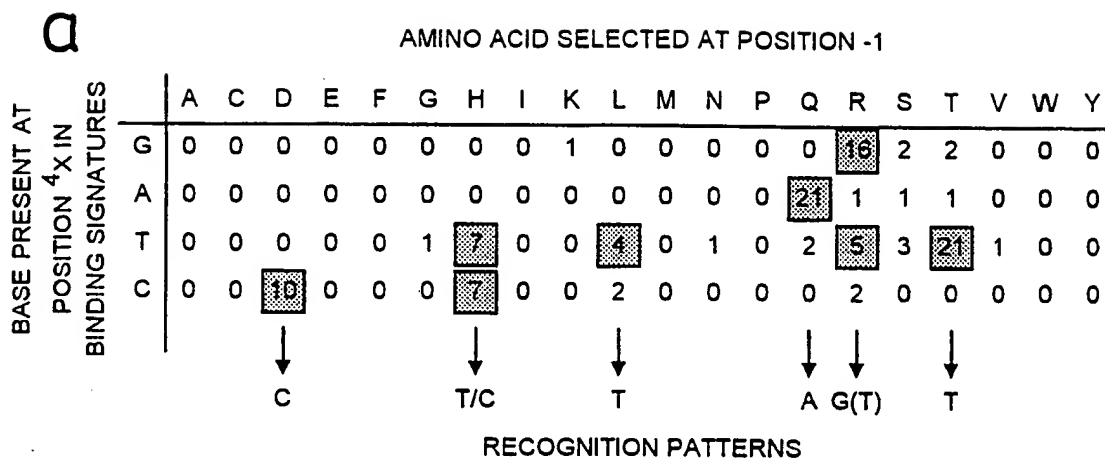 a
AMINO ACID SELECTED AT POSITION -1
BASE PRESENT AT
POSITION 4X IN
BINDING SIGNATURES
A C D E F G H I K L M N P Q R S T V W Y
G 0 0 0 0 0 0 0 0 1 0 0 0 0 0 16 2 2 0 0 0
A 0 0 0 0 0 0 0 0 0 0 0 0 0 21 1 1 1 0 0 0
T 0 0 0 0 0 1 7 0 0 4 0 1 0 2 5 3 21 1 0 0
C 0 0 10 0 0 0 7 0 0 2 0 0 0 0 2 0 0 0 0 0
C T/C T A G(T) T
RECOGNITION PATTERNS